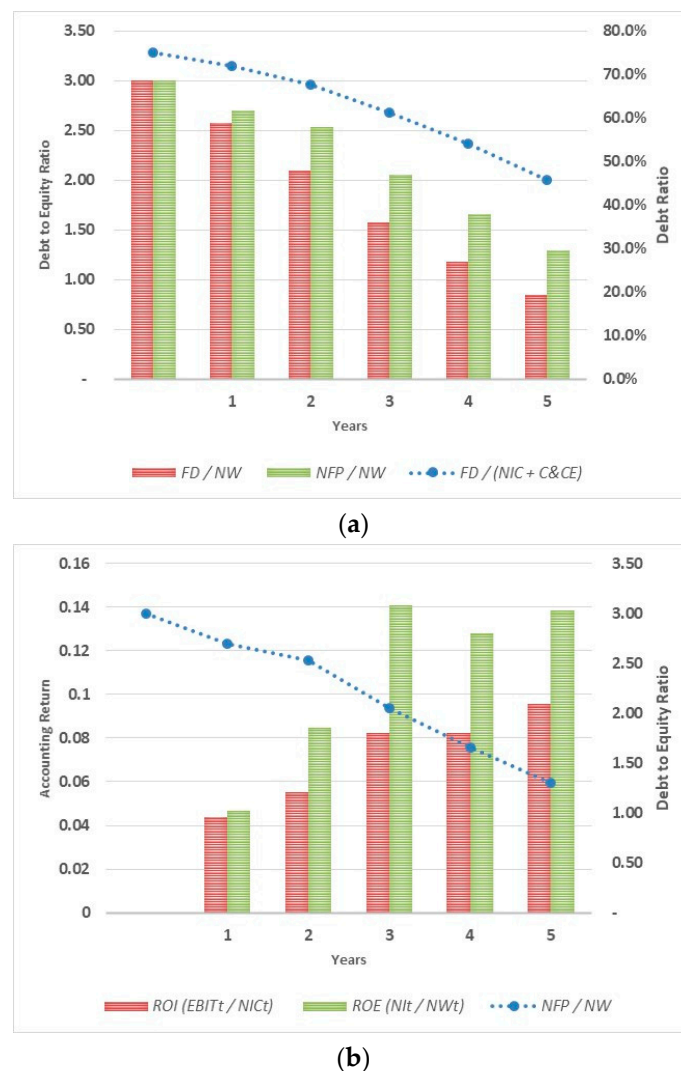 3.50
3.00
2.50
2.00
1.50
1.00
0.50
-
Debt to Equity Ratio
80.0%
70.0%
60.0%
50.0%
40.0%
30.0%
20.0%
10.0%
0.0%
Debt Ratio
1 2 3 4 5
Years
FD / NW NFP / NW FD / (NIC + C&CE)
(a)
0.16
0.14
0.12
0.1
0.08
0.06
0.04
0.02
0
Accounting Return
3.50
3.00
2.50
2.00
1.50
1.00
0.50
-
Debt to Equity Ratio
1 2 3 4 5
Years
ROI (EBITt / NICt) ROE (NIt / NWt) NFP / NW
(b)